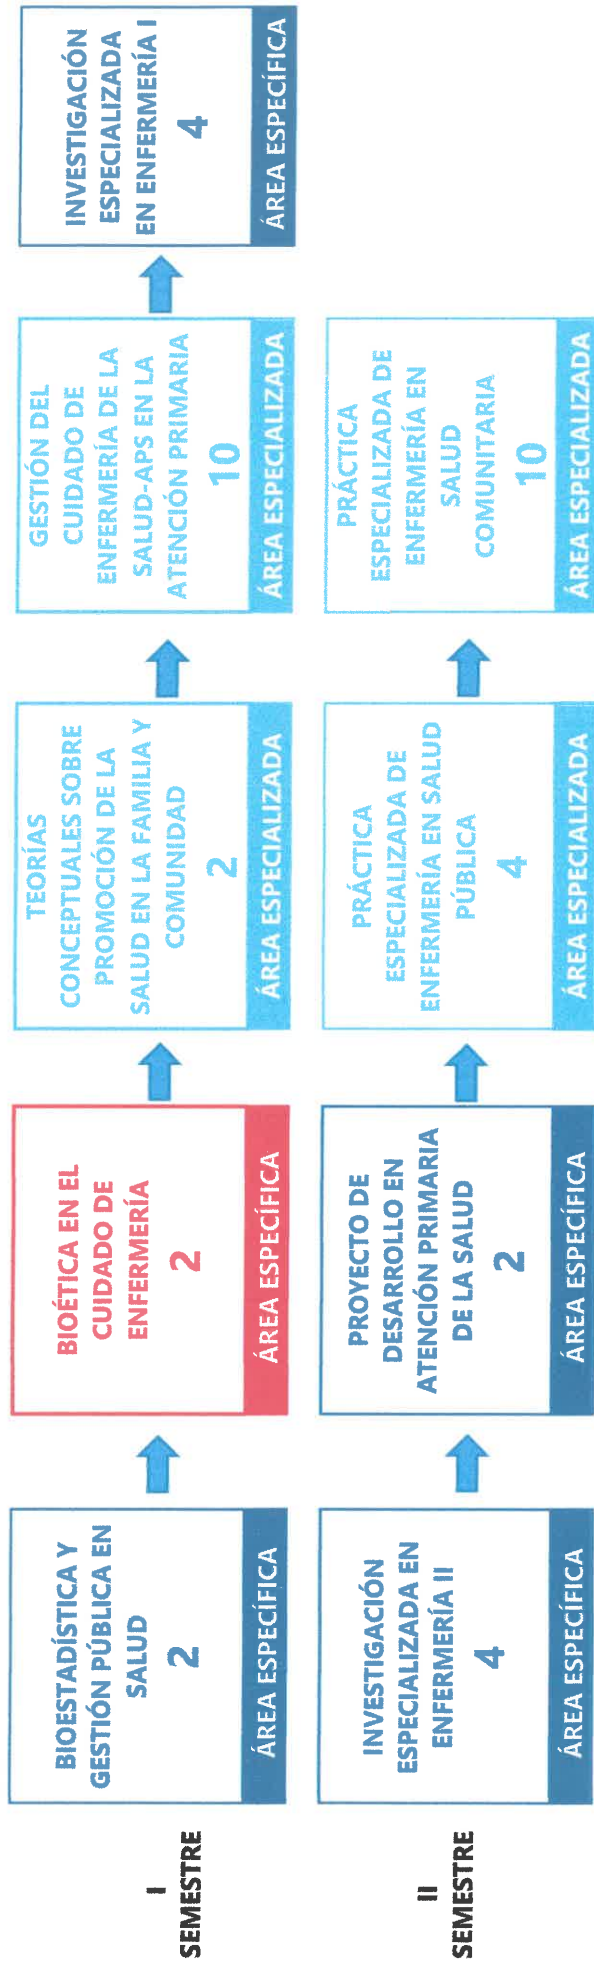 I
SEMESTRE
BIOESTADÍSTICA Y
GESTIÓN PÚBLICA EN
SALUD
2
ÁREA ESPECÍFICA
BIOÉTICA EN EL
CUIDADO DE
ENFERMERÍA
2
ÁREA ESPECÍFICA
TEORÍAS
CONCEPTUALES SOBRE
PROMOCIÓN DE LA
SALUD EN LA FAMILIA Y
COMUNIDAD
2
ÁREA ESPECIALIZADA
GESTIÓN DEL
CUIDADO DE
ENFERMERÍA DE LA
SALUD-APS EN LA
ATENCIÓN PRIMARIA
10
ÁREA ESPECIALIZADA
INVESTIGACIÓN
ESPECIALIZADA
EN ENFERMERÍA I
4
ÁREA ESPECÍFICA
II
SEMESTRE
INVESTIGACIÓN
ESPECIALIZADA EN
ENFERMERÍA II
4
ÁREA ESPECÍFICA
PROYECTO DE
DESARROLLO EN
ATENCIÓN PRIMARIA
DE LA SALUD
2
ÁREA ESPECÍFICA
PRÁCTICA
ESPECIALIZADA DE
ENFERMERÍA EN SALUD
PÚBLICA
4
ÁREA ESPECIALIZADA
PRÁCTICA
ESPECIALIZADA DE
ENFERMERÍA EN
SALUD
COMUNITARIA
10
ÁREA ESPECIALIZADA